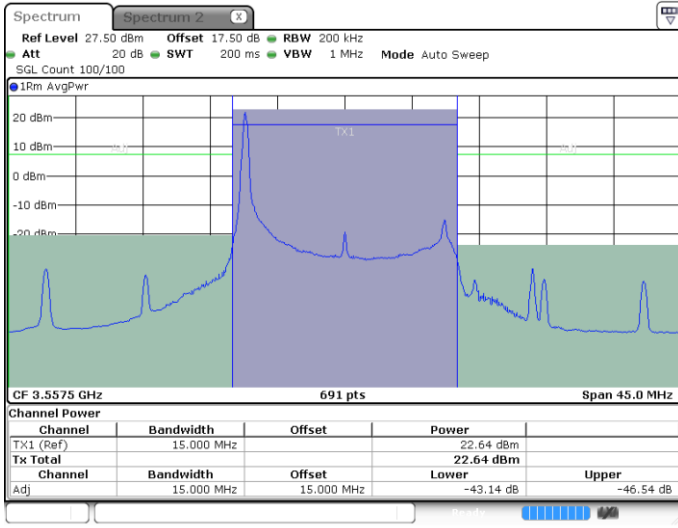 Spectrum Spectrum 2 X
Ref Level 27.50 dBm Offset 17.50 dB RBW 200 kHz
Att 20 dB SWT 200 ms VBW 1 MHz Mode Auto Sweep
SGL Count 100/100
1Rm AvgPwr
20 dBm
TX1
10 dBm Adj Adj
0 dBm
-10 dBm
-20 dBm
CF 3.5575 GHz 691 pts Span 45.0 MHz
Channel Power
Channel Bandwidth Offset Power
TX1 (Ref) 15.000 MHz 22.64 dBm
Tx Total 22.64 dBm
Channel Bandwidth Offset Lower Upper
Adj 15.000 MHz 15.000 MHz -43.14 dB -46.54 dB
Ready